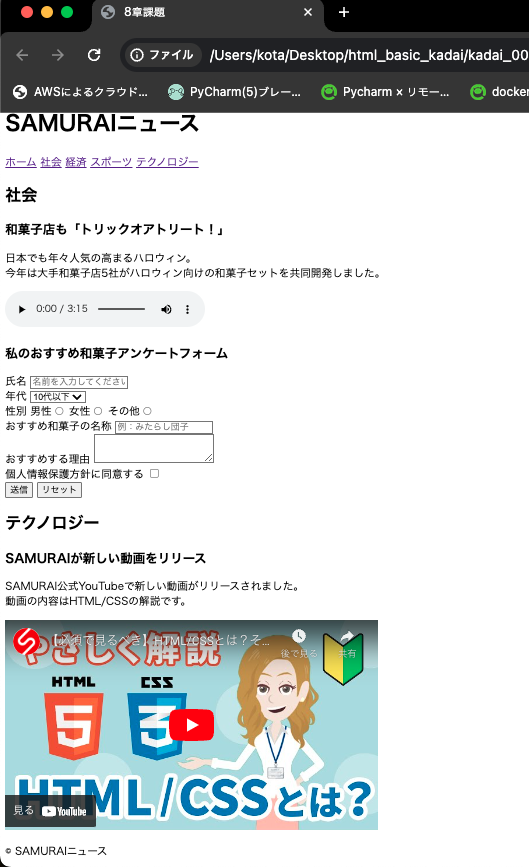 8章課題
ファイル /Users/kota/Desktop/html_basic_kadai/kadai_00
AWSによるクラウド... PyCharm(5)ブレー... Pycharm × リモー... docker
SAMURAIニュース
ホーム 社会 経済 スポーツ テクノロジー
社会
和菓子店も「トリックオアトリート！」
日本でも年々人気の高まるハロウィン。
今年は大手和菓子店5社がハロウィン向けの和菓子セットを共同開発しました。
0:00 / 3:15
私のおすすめ和菓子アンケートフォーム
氏名 名前を入力してください
年代 10代以下
性別 男性 女性 その他
おすすめ和菓子の名称 例：みたらし団子
おすすめする理由
個人情報保護方針に同意する
送信 リセット
テクノロジー
SAMURAIが新しい動画をリリース
SAMURAI公式YouTubeで新しい動画がリリースされました。
動画の内容はHTML/CSSの解説です。
【必須で見るべき】HTML/CSSとは？そ...
後で見る 共有
やさしく解説
HTML CSS
5 3
HTML/CSSとは？
見る YouTube
© SAMURAIニュース